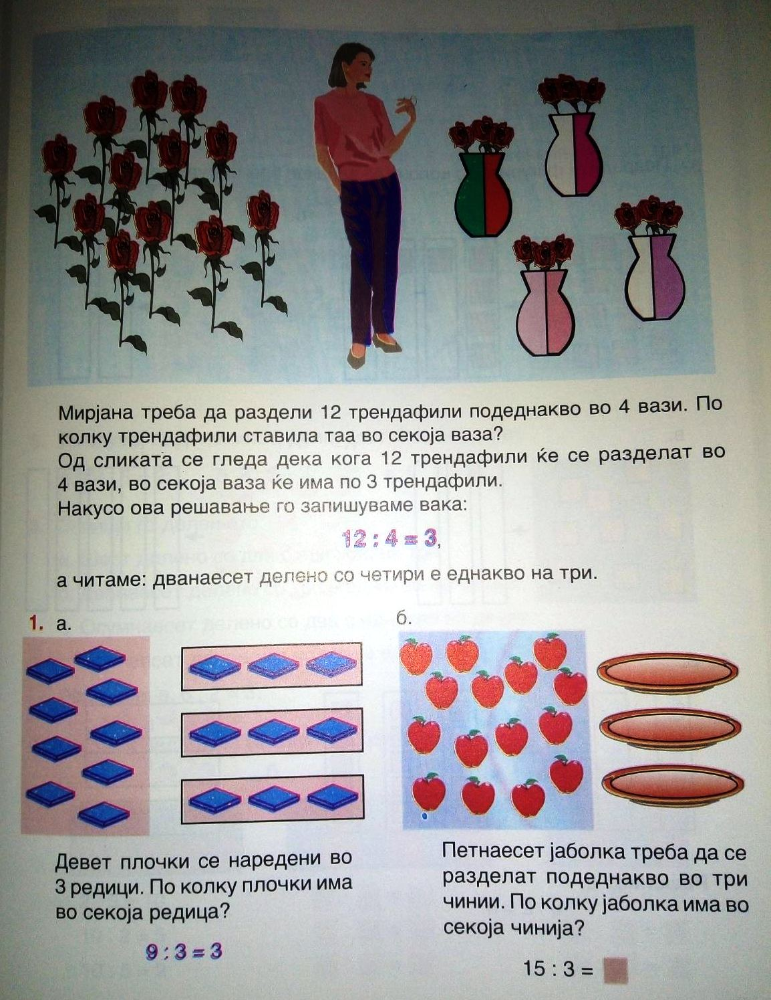 Мирјана треба да раздели 12 трендафили подеднакво во 4 вази. По
колку трендафили ставила таа во секоја ваза?
Од сликата се гледа дека кога 12 трендафили ќе се разделат во
4 вази, во секоја ваза ќе има по 3 трендафили.
Накусо ова решавање го запишуваме вака:
12 : 4 = 3,
а читаме: дванаесет делено со четири е еднакво на три.
1. а.
Девет плочки се наредени во
3 редици. По колку плочки има
во секоја редица?
9 : 3 = 3
б.
Петнаесет јаболка треба да се
разделат подеднакво во три
чинии. По колку јаболка има во
секоја чинија?
15 : 3 =